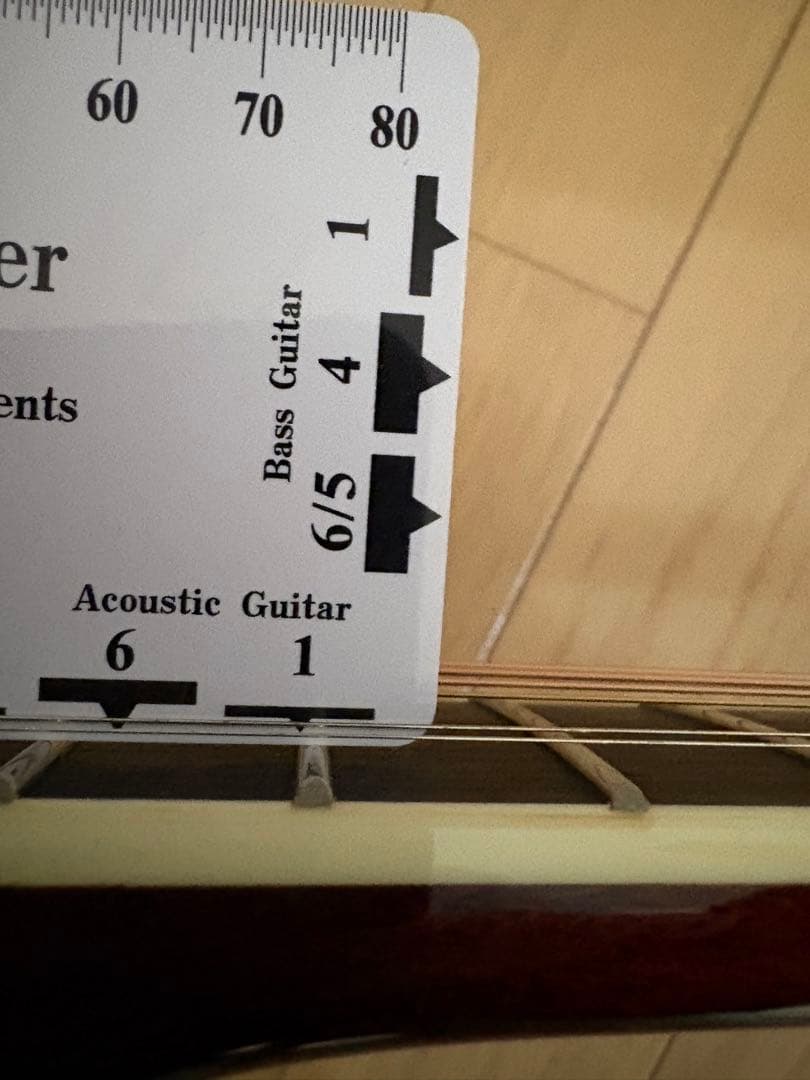 60 70 80
er
1
ents
Bass Guitar
4
6/5
Acoustic Guitar
6 1